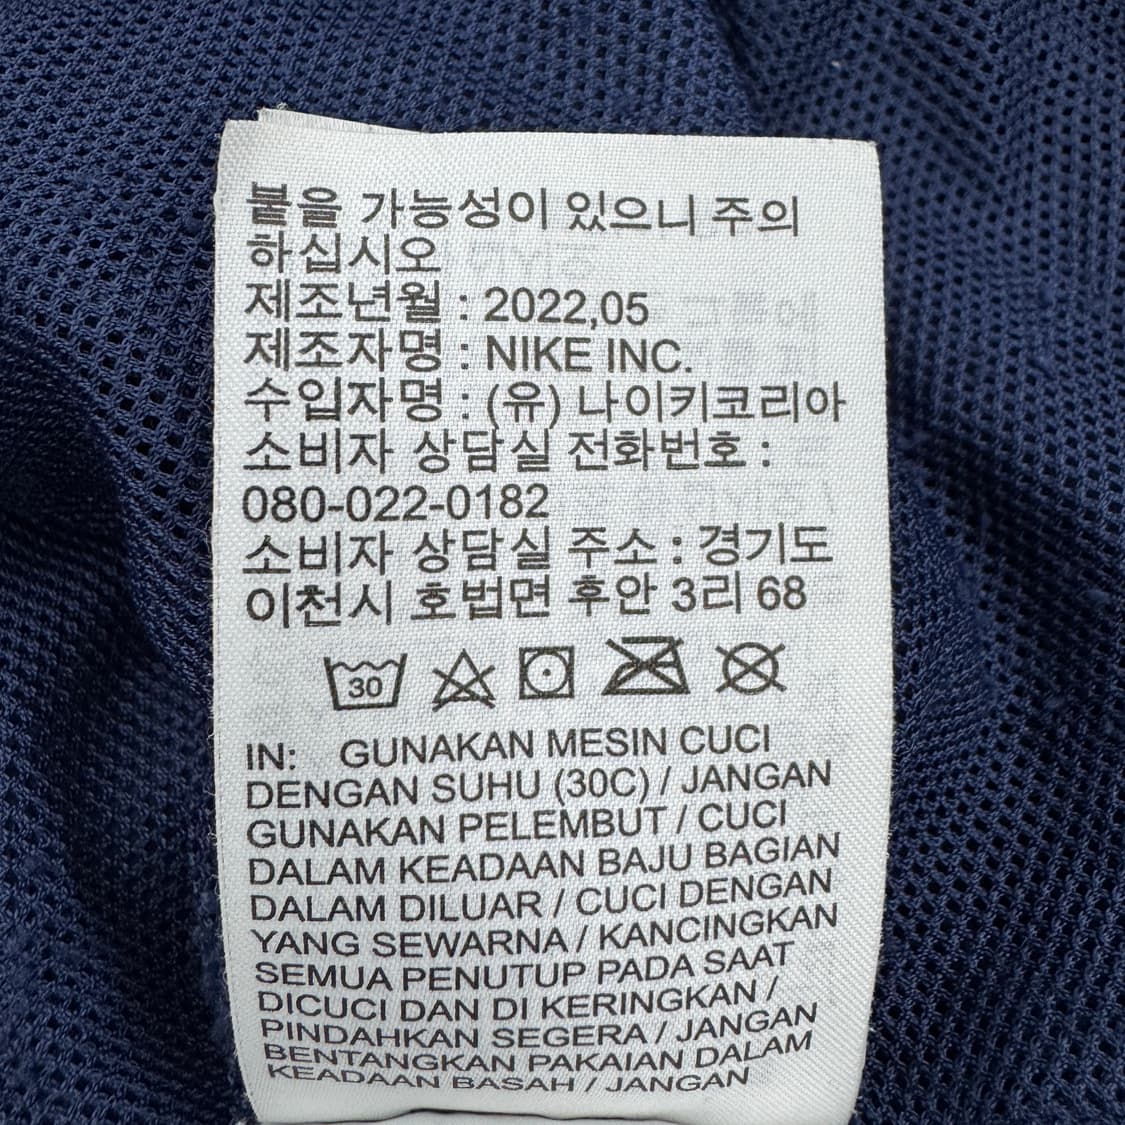 붙을 가능성이 있으니 주의
하십시오
제조년월 : 2022,05
제조자명 : NIKE INC.
수입자명 : (유) 나이키코리아
소비자 상담실 전화번호 :
080-022-0182
소비자 상담실 주소 : 경기도
이천시 호법면 후안 3리 68
30
IN: GUNAKAN MESIN CUCI
DENGAN SUHU (30C) / JANGAN
GUNAKAN PELEMBUT / CUCI
DALAM KEADAAN BAJU BAGIAN
DALAM DILUAR / CUCI DENGAN
YANG SEWARNA / KANCINGKAN
SEMUA PENUTUP PADA SAAT
DICUCI DAN DI KERINGKAN /
PINDAHKAN SEGERA / JANGAN
BENTANGKAN PAKAIAN DALAM
KEADAAN BASAH / JANGAN